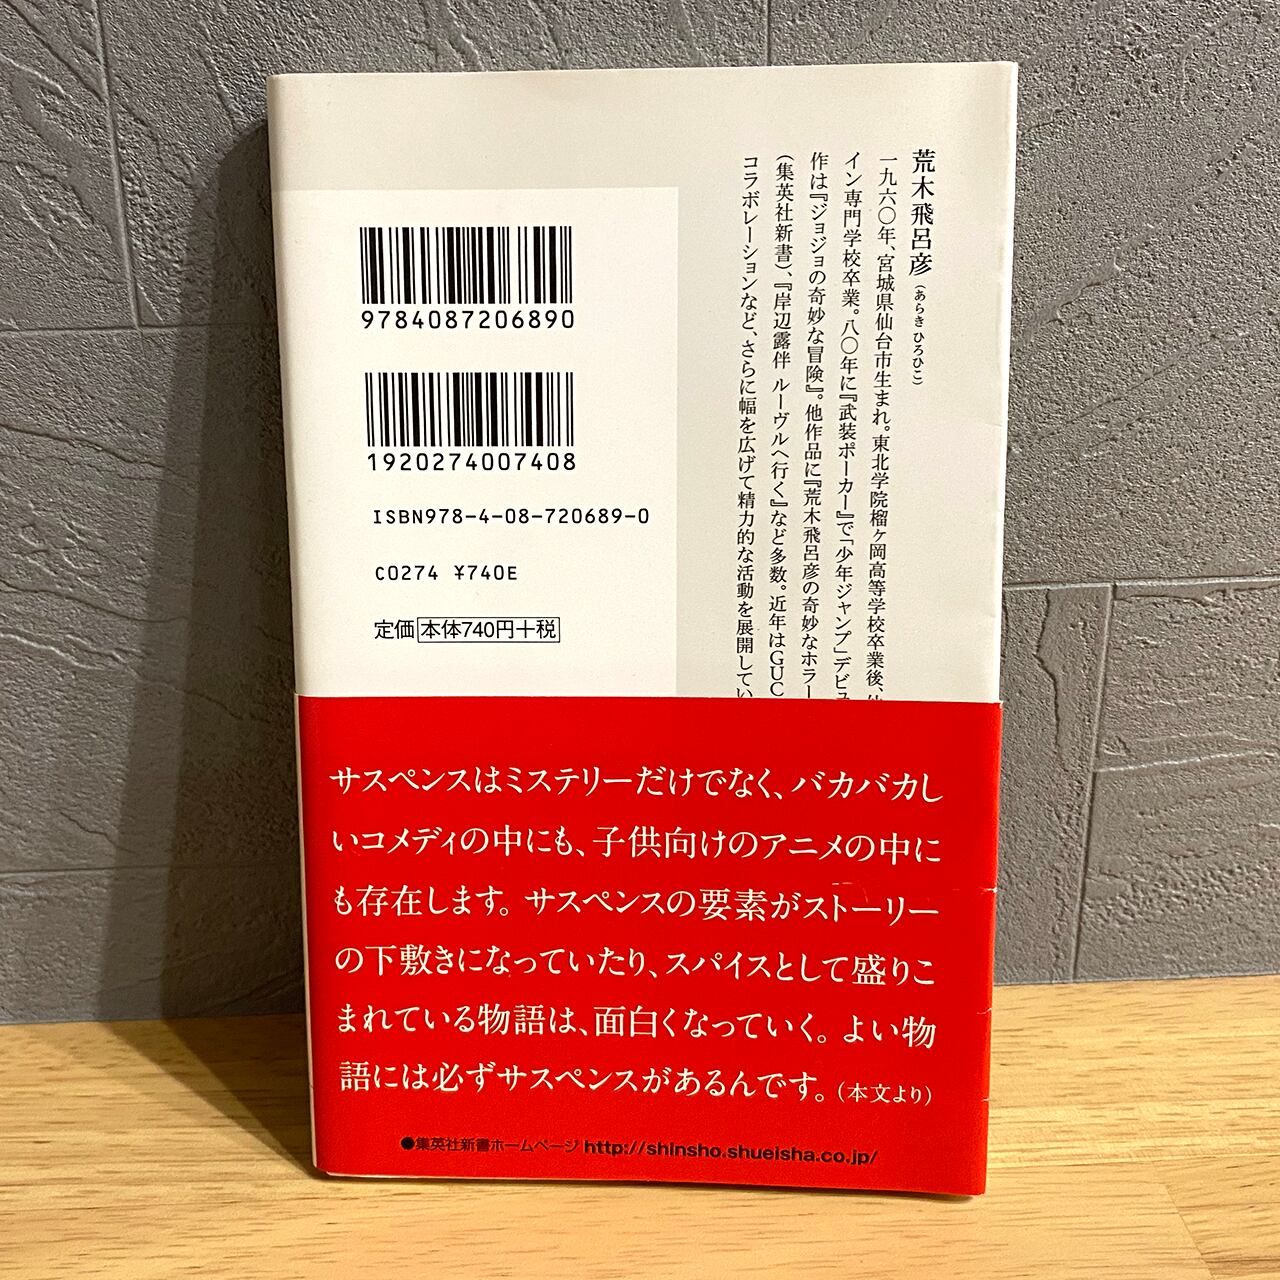 荒木飛呂彦（あらき ひろひこ）
一九六〇年、宮城県仙台市生まれ。東北学院榴ヶ岡高等学校卒業後、
イン専門学校卒業。八〇年に『武装ポーカー』で「少年ジャンプ」デビュ
作は『ジョジョの奇妙な冒険』。他作品に『荒木飛呂彦の奇妙なホラー
（集英社新書）、『岸辺露伴 ルーヴルへ行く』など多数。近年はGUC
コラボレーションなど、さらに幅を広げて精力的な活動を展開してい
9784087206890
1920274007408
ISBN978-4-08-720689-0
C0274 ¥740E
定価 本体740円＋税
サスペンスはミステリーだけでなく、バカバカし
いコメディの中にも、子供向けのアニメの中に
も存在します。サスペンスの要素がストーリー
の下敷きになっていたり、スパイスとして盛りこ
まれている物語は、面白くなっていく。よい物
語には必ずサスペンスがあるんです。（本文より）
●集英社新書ホームページ http://shinsho.shueisha.co.jp/